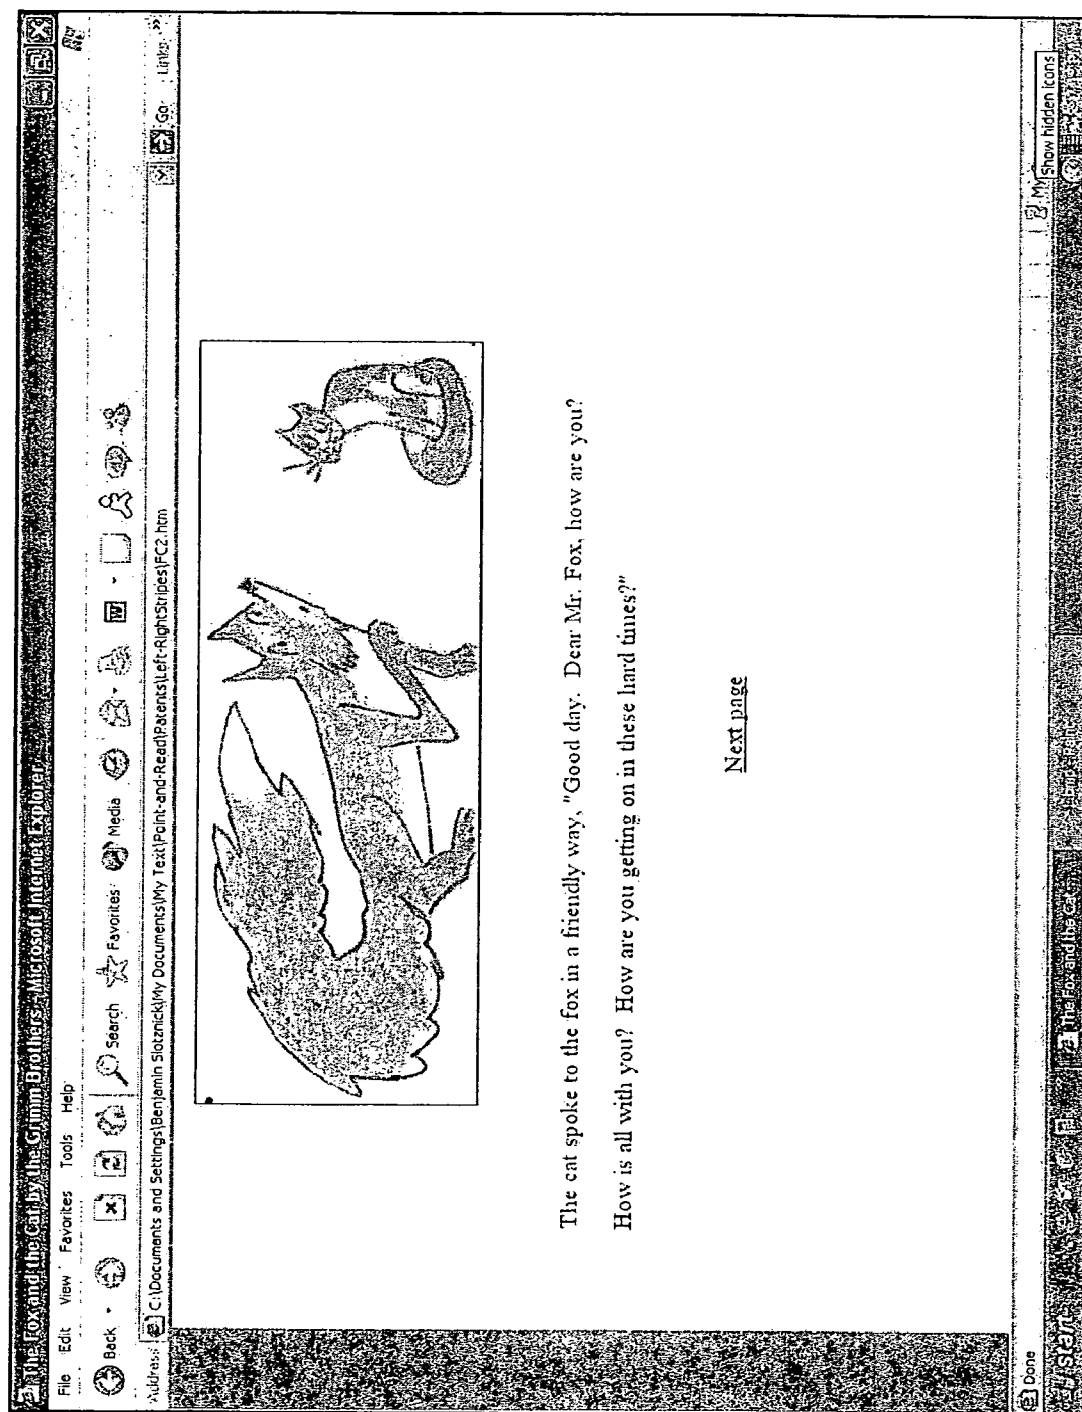 The Fox and the Cat by the Grimm Brothers - Microsoft Internet Explorer
File Edit View Favorites Tools Help
Back Search Favorites Media
Address C:\Documents and Settings\Benjamin Slotznick\My Documents\My Text\Point-and-Read\Patents\Left-RightStripes\FC2.htm Go Links »
The cat spoke to the fox in a friendly way, "Good day. Dear Mr. Fox, how are you?
How is all with you? How are you getting on in these hard times?"
Next page
Done My
Show hidden icons
Start The Fox and the Cat